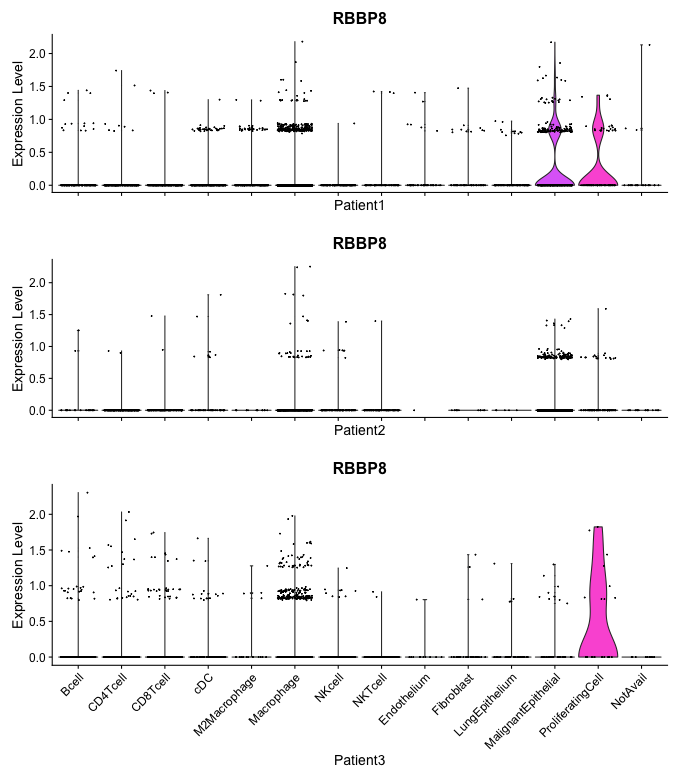 RBBP8
2.0
1.5
1.0
0.5
0.0
Expression Level
Patient1
RBBP8
2.0
1.5
1.0
0.5
0.0
Expression Level
Patient2
RBBP8
2.0
1.5
1.0
0.5
0.0
Expression Level
Bcell
CD4Tcell
CD8Tcell
cDC
M2Macrophage
Macrophage
NKcell
NKTcell
Endothelium
Fibroblast
LungEpithelium
MalignantEpithelial
ProliferatingCell
NotAvail
Patient3